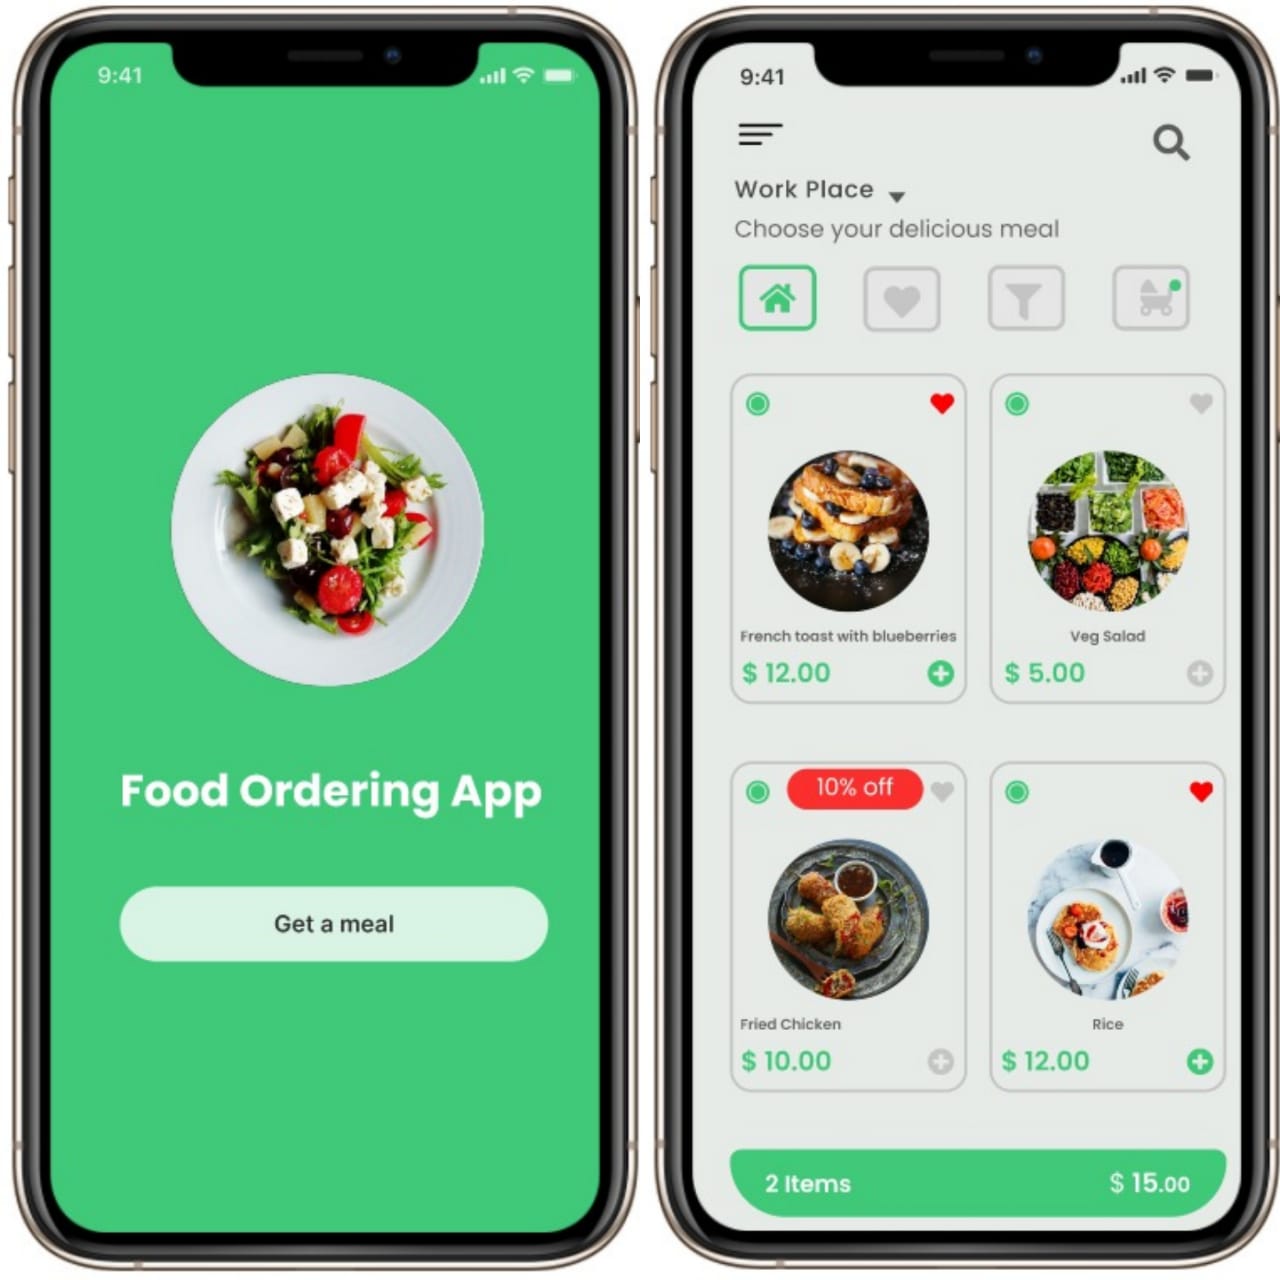 9:41
Food Ordering App
Get a meal
9:41
Work Place
Choose your delicious meal
French toast with blueberries
$ 12.00
Veg Salad
$ 5.00
10% off
Fried Chicken
$ 10.00
Rice
$ 12.00
2 Items
$ 15.00